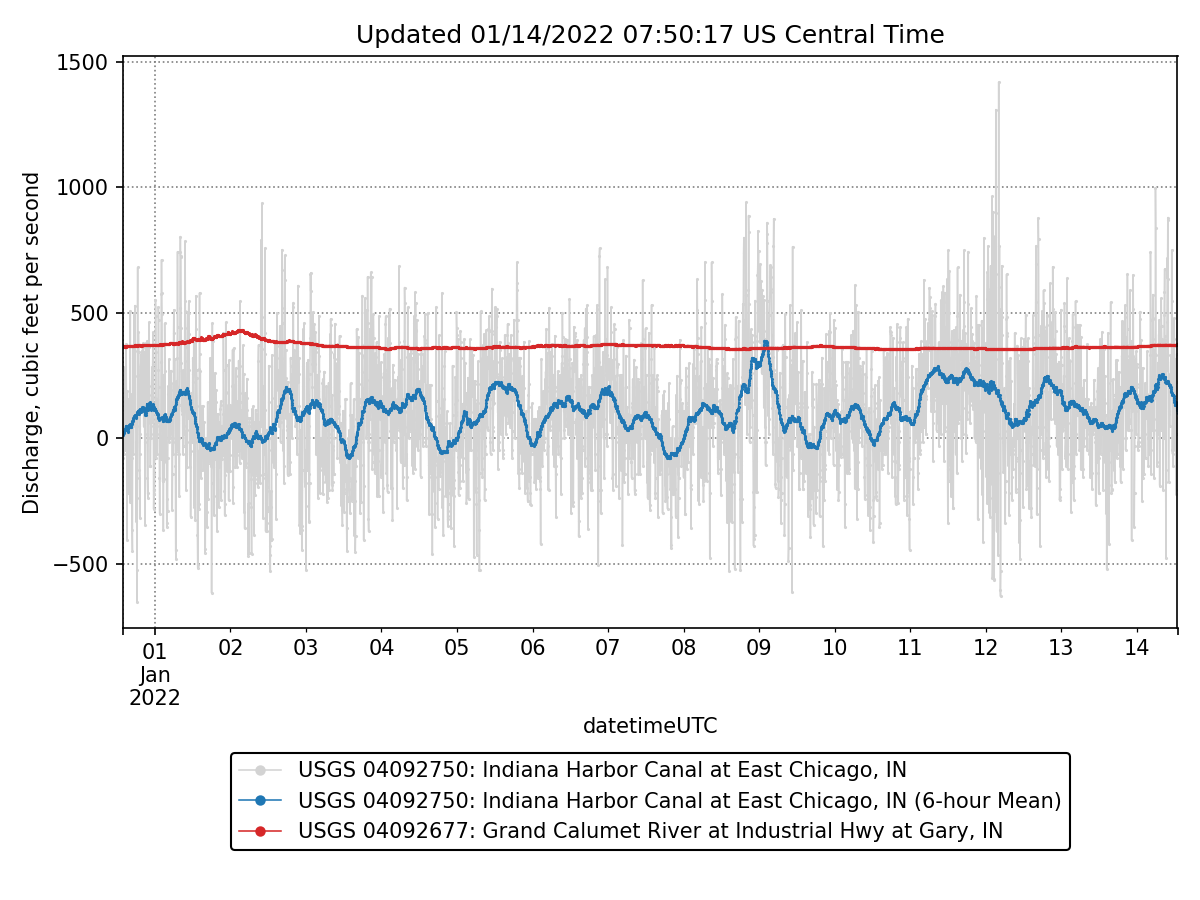 Updated 01/14/2022 07:50:17 US Central Time
1500
1000
500
0
−500
Discharge, cubic feet per second
01 02 03 04 05 06 07 08 09 10 11 12 13 14
Jan
2022
datetimeUTC
USGS 04092750: Indiana Harbor Canal at East Chicago, IN
USGS 04092750: Indiana Harbor Canal at East Chicago, IN (6-hour Mean)
USGS 04092677: Grand Calumet River at Industrial Hwy at Gary, IN